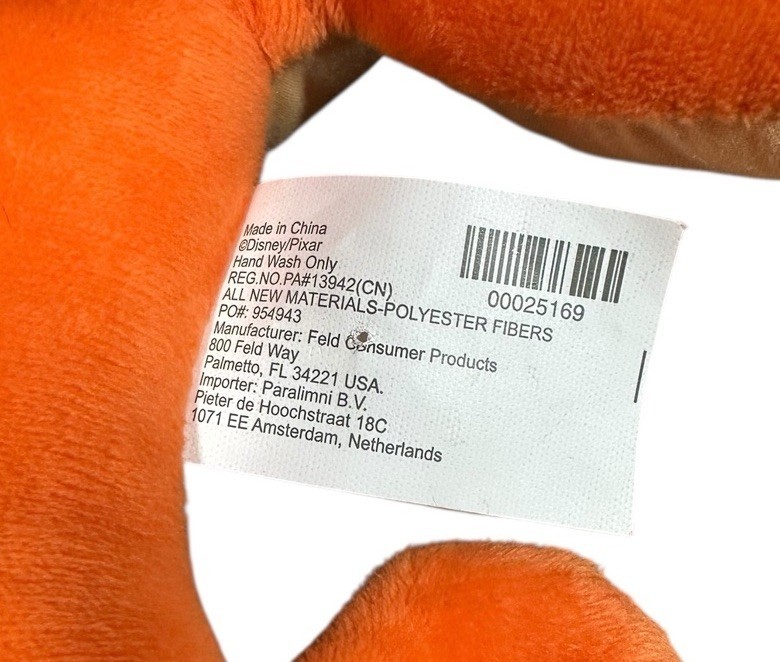 Made in China
©Disney/Pixar
Hand Wash Only
REG.NO.PA#13942(CN)
ALL NEW MATERIALS-POLYESTER FIBERS
PO#: 954943
Manufacturer: Feld Consumer Products
800 Feld Way
Palmetto, FL 34221 USA.
Importer: Paralimni B.V.
Pieter de Hoochstraat 18C
1071 EE Amsterdam, Netherlands
00025169